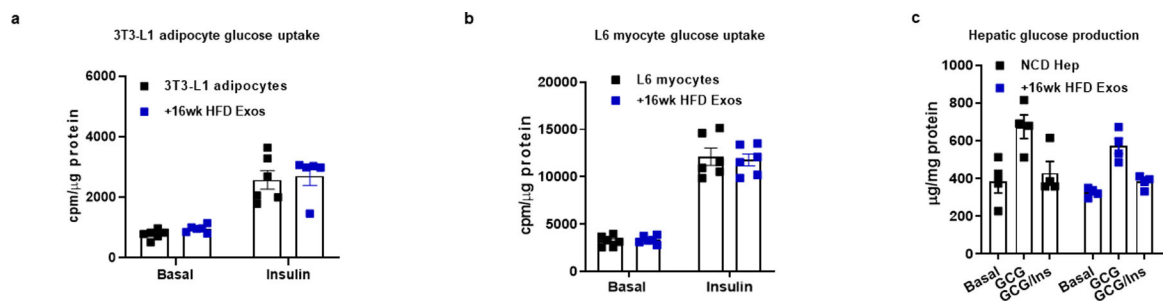 a
3T3-L1 adipocyte glucose uptake
6000
4000
2000
0
cpm/µg protein
3T3-L1 adipocytes
+16wk HFD Exos
Basal
Insulin
b
L6 myocyte glucose uptake
20000
15000
10000
5000
0
cpm/µg protein
L6 myocytes
+16wk HFD Exos
Basal
Insulin
c
Hepatic glucose production
1000
800
600
400
200
0
µg/mg protein
NCD Hep
+16wk HFD Exos
Basal
GCG
GCG/Ins
Basal
GCG
GCG/Ins